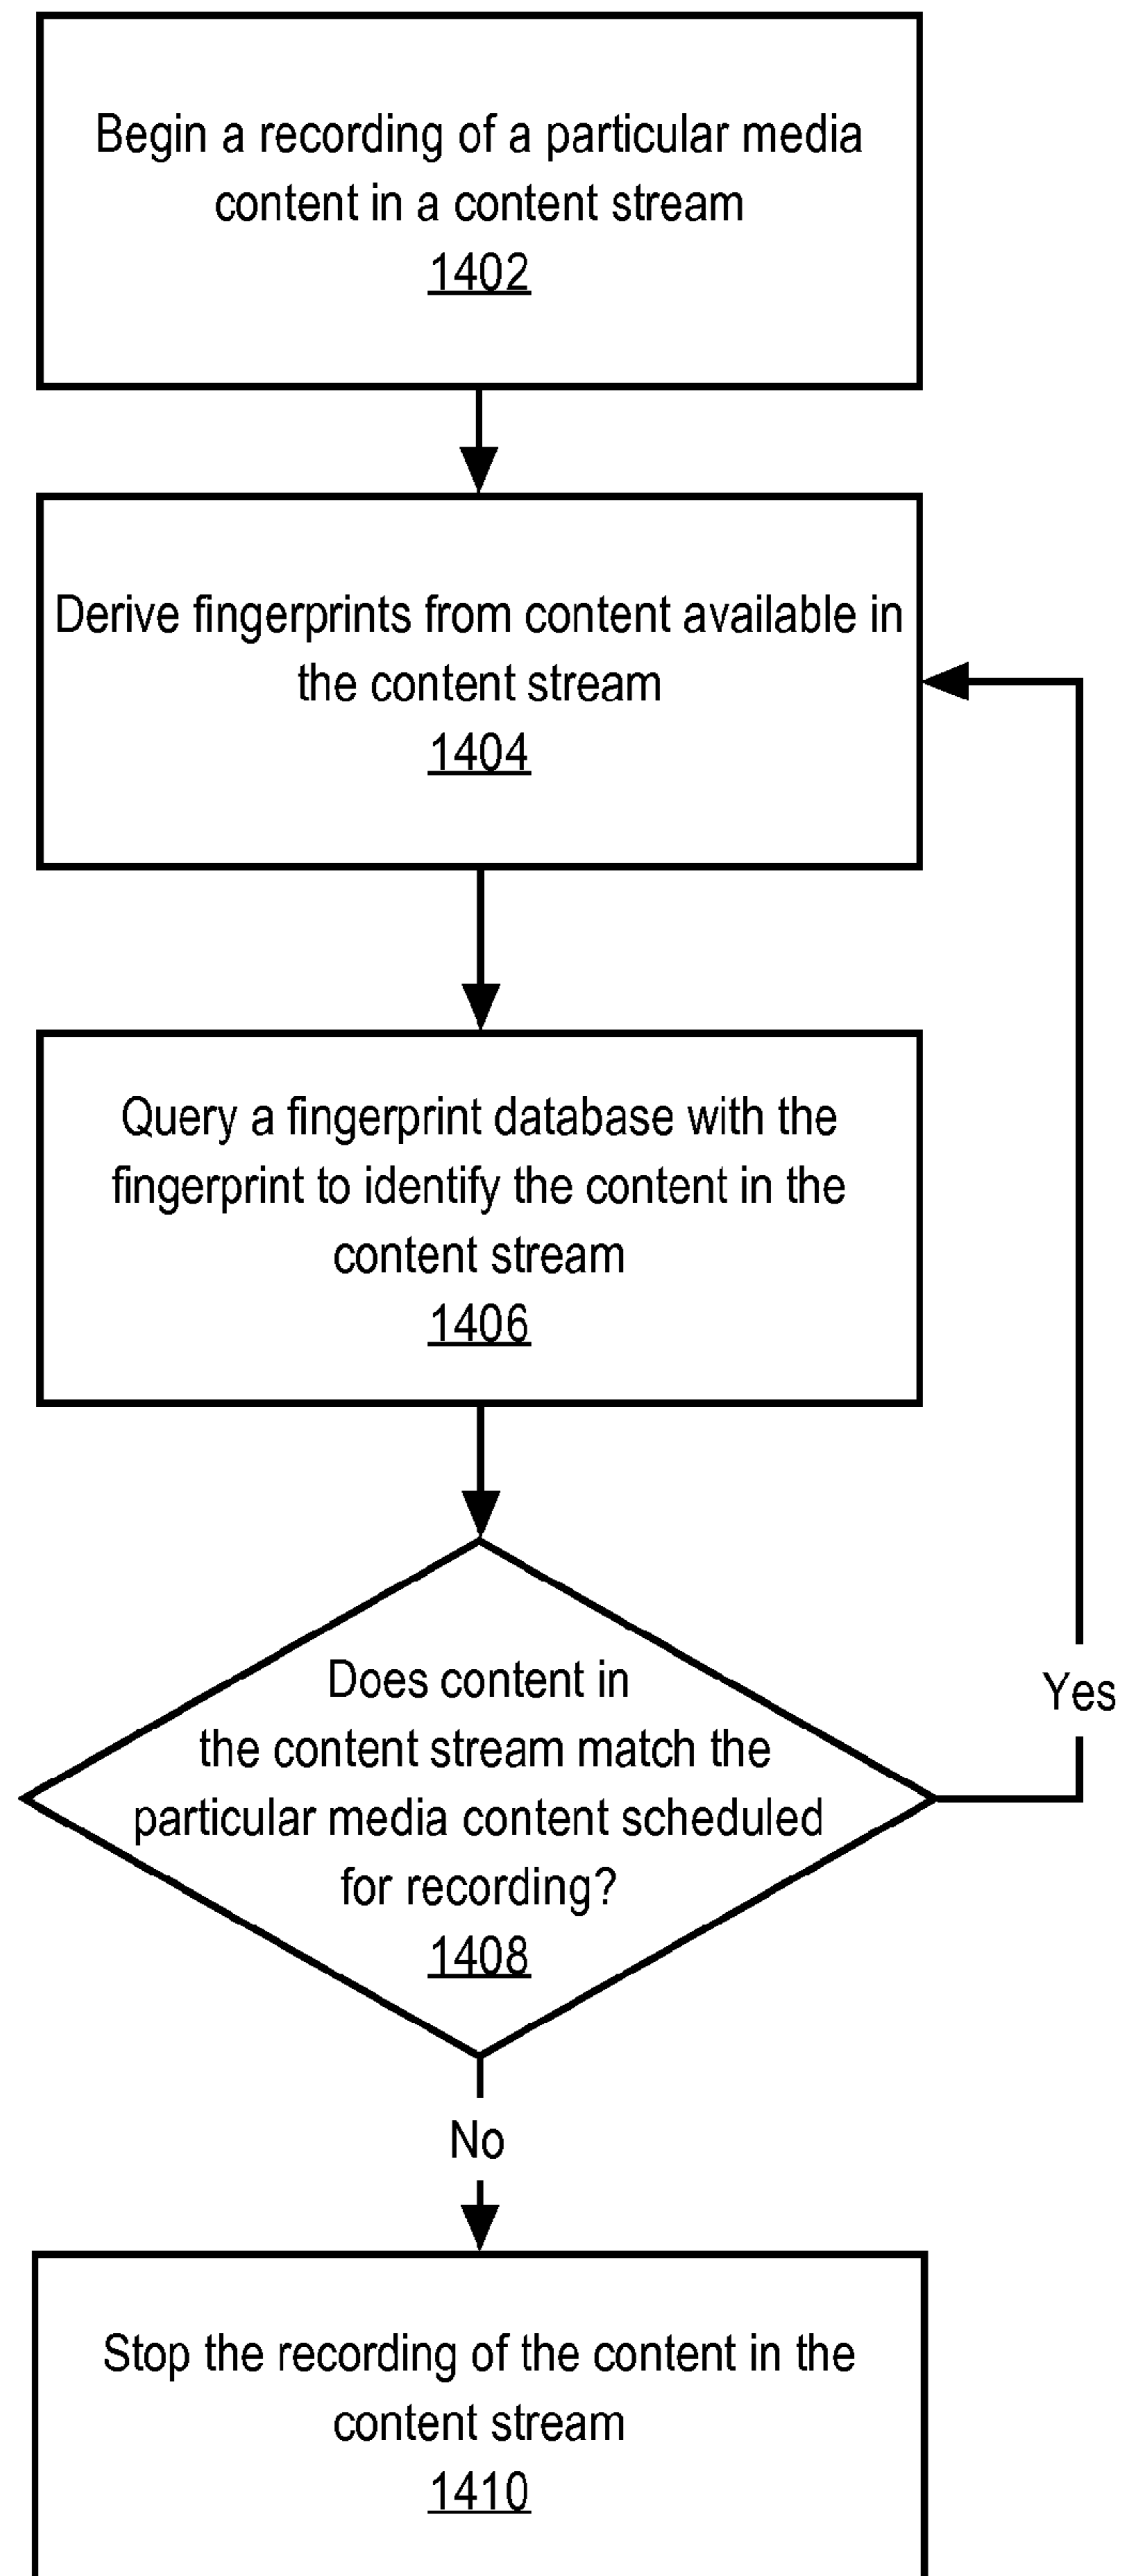 Begin a recording of a particular media
content in a content stream
1402
Derive fingerprints from content available in
the content stream
1404
Query a fingerprint database with the
fingerprint to identify the content in the
content stream
1406
Does content in
the content stream match the
particular media content scheduled
for recording?
1408
Yes
No
Stop the recording of the content in the
content stream
1410